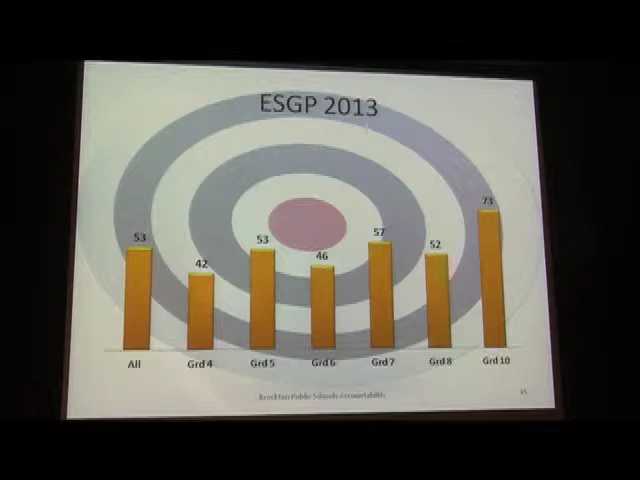 ESGP 2013
53
42
53
46
57
52
73
All
Grd 4
Grd 5
Grd 6
Grd 7
Grd 8
Grd 10
Brockton Public Schools Accountability